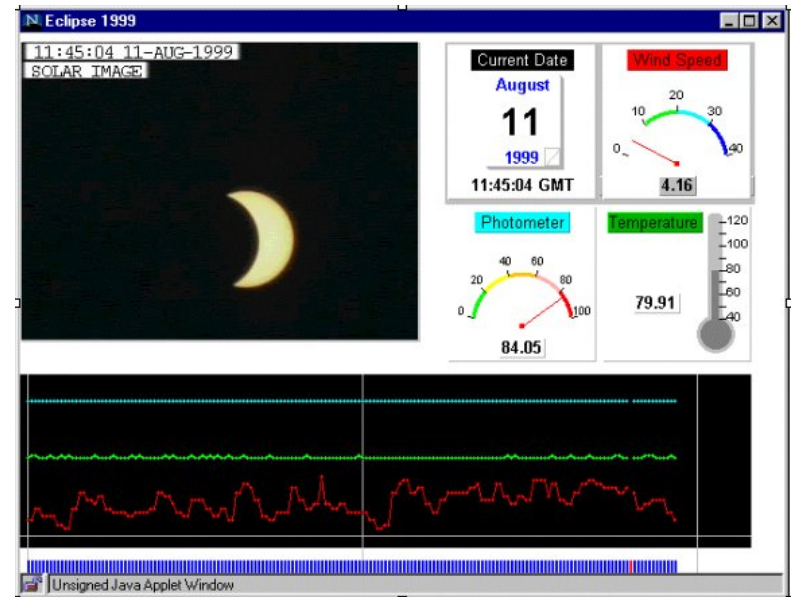 Eclipse 1999
11:45:04 11-AUG-1999
SOLAR IMAGE
Current Date
August
11
1999
11:45:04 GMT
Wind Speed
0
10
20
30
40
4.16
Photometer
0
20
40
60
80
100
84.05
Temperature
120
100
80
60
40
79.91
Unsigned Java Applet Window